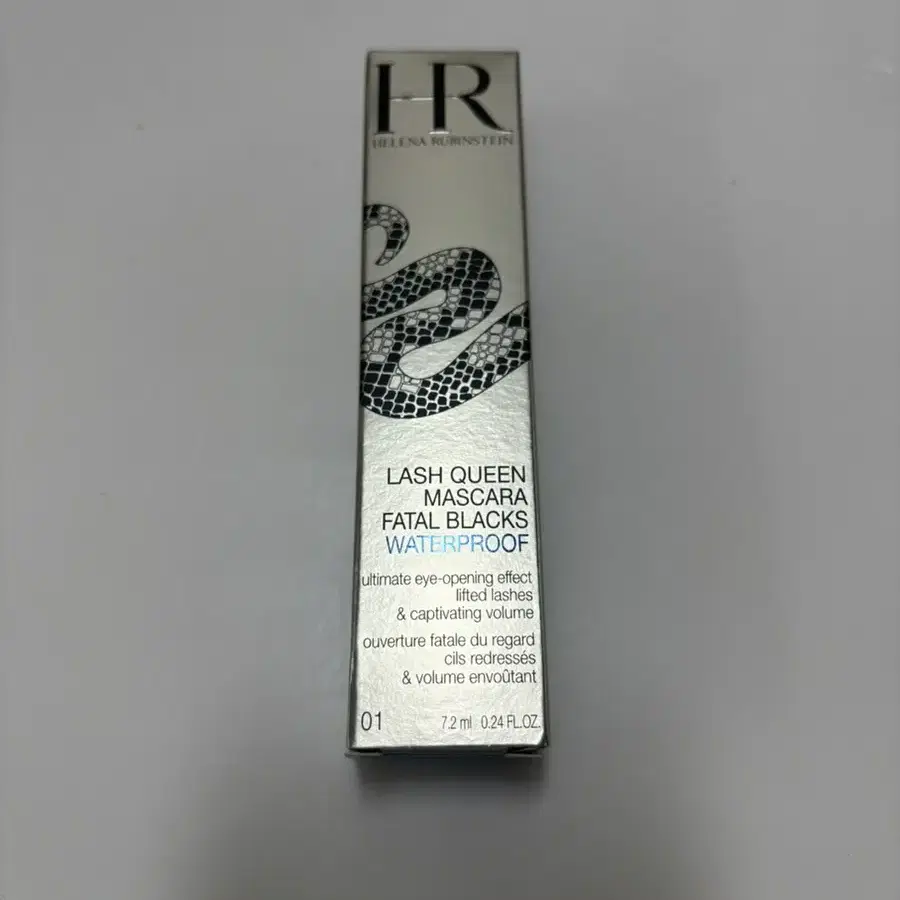 HR
HELENA RUBINSTEIN
LASH QUEEN
MASCARA
FATAL BLACKS
WATERPROOF
ultimate eye-opening effect
lifted lashes
& captivating volume
ouverture fatale du regard
cils redressés
& volume envoûtant
01 7.2 ml 0.24 FL.OZ.